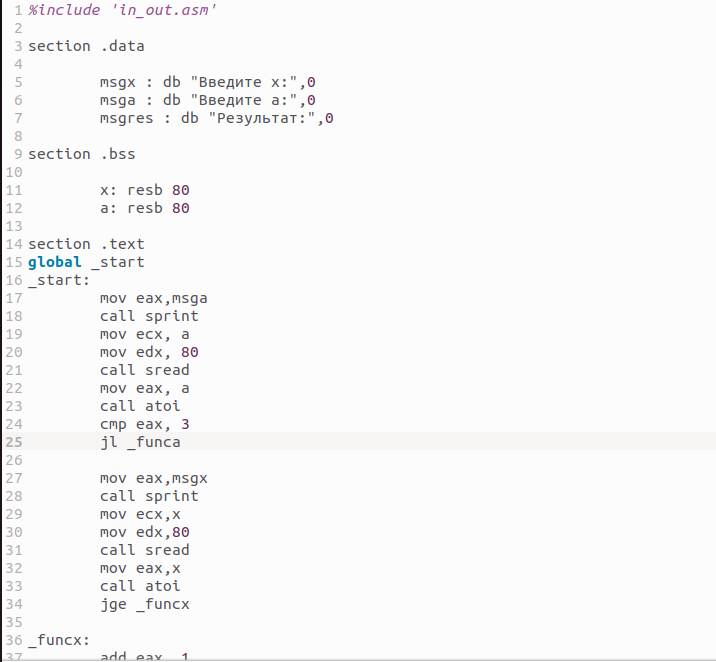 1 %include 'in_out.asm'
2
3 section .data
4
5 msgx : db "Введите x:",0
6 msga : db "Введите a:",0
7 msgres : db "Результат:",0
8
9 section .bss
10
11 x: resb 80
12 a: resb 80
13
14 section .text
15 global _start
16 _start:
17 mov eax,msga
18 call sprint
19 mov ecx, a
20 mov edx, 80
21 call sread
22 mov eax, a
23 call atoi
24 cmp eax, 3
25 jl _funca
26
27 mov eax,msgx
28 call sprint
29 mov ecx,x
30 mov edx,80
31 call sread
32 mov eax,x
33 call atoi
34 jge _funcx
35
36 _funcx:
37 add eax, 1